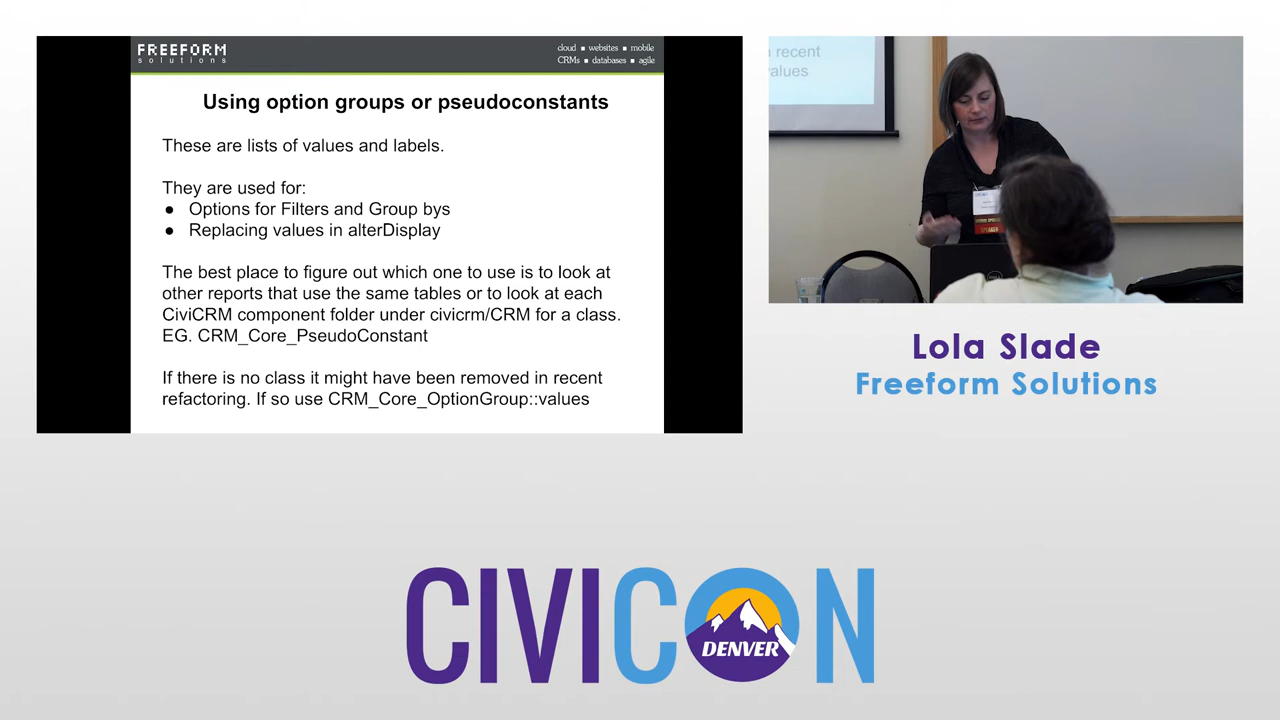 FREEFORM
solutions
cloud ■ websites ■ mobile
CRMs ■ databases ■ agile
Using option groups or pseudoconstants
These are lists of values and labels.
They are used for:
● Options for Filters and Group bys
● Replacing values in alterDisplay
The best place to figure out which one to use is to look at
other reports that use the same tables or to look at each
CiviCRM component folder under civicrm/CRM for a class.
EG. CRM_Core_PseudoConstant
If there is no class it might have been removed in recent
refactoring. If so use CRM_Core_OptionGroup::values
recent
values
SPEAKER
Lola Slade
Freeform Solutions
CIVICON
DENVER